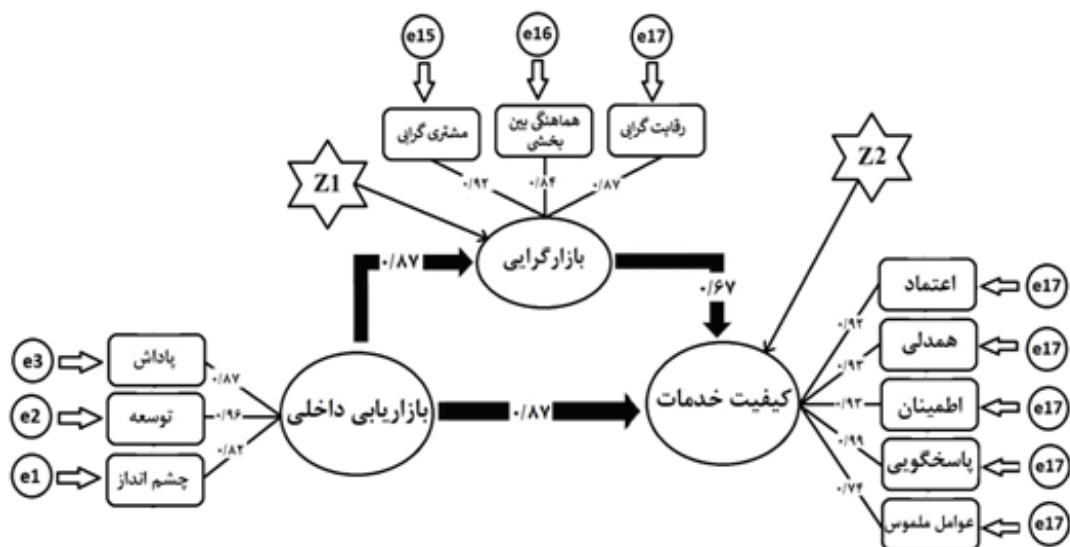 e15
e16
e17
مشتری گرایی
هماهنگی بین
بخشی
رقابت گرایی
Z1
Z2
۰/۹۲
۰/۸۴
۰/۸۷
بازارگرایی
۰/۸۷
۰/۶۷
اعتماد
e17
۰/۹۲
همدلی
e17
۰/۹۳
اطمینان
e17
۰/۹۳
پاسخگویی
e17
۰/۹۹
عوامل ملموس
e17
۰/۷۴
کیفیت خدمات
۰/۸۷
بازاریابی داخلی
e3
پاداش
۰/۸۷
e2
توسعه
۰/۹۶
e1
چشم انداز
۰/۸۲